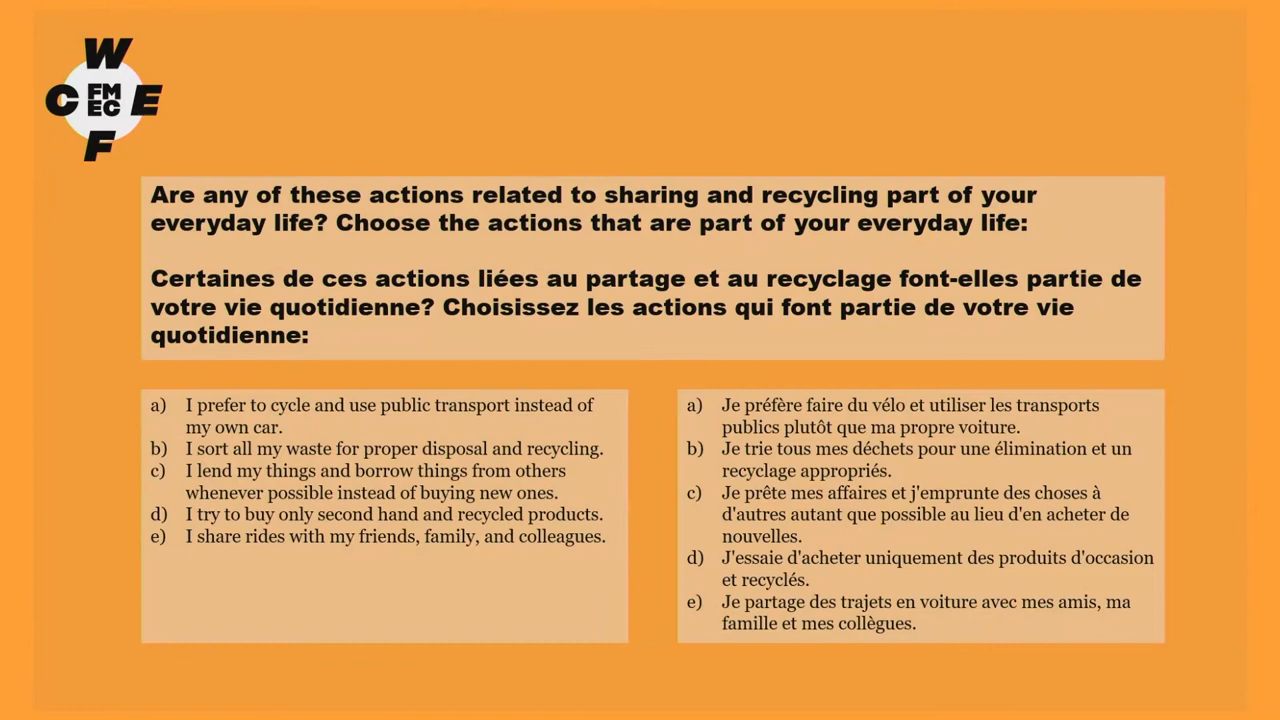 W
C FM E
EC
F
Are any of these actions related to sharing and recycling part of your
everyday life? Choose the actions that are part of your everyday life:
Certaines de ces actions liées au partage et au recyclage font-elles partie de
votre vie quotidienne? Choisissez les actions qui font partie de votre vie
quotidienne:
a) I prefer to cycle and use public transport instead of
my own car.
b) I sort all my waste for proper disposal and recycling.
c) I lend my things and borrow things from others
whenever possible instead of buying new ones.
d) I try to buy only second hand and recycled products.
e) I share rides with my friends, family, and colleagues.
a) Je préfère faire du vélo et utiliser les transports
publics plutôt que ma propre voiture.
b) Je trie tous mes déchets pour une élimination et un
recyclage appropriés.
c) Je prête mes affaires et j'emprunte des choses à
d'autres autant que possible au lieu d'en acheter de
nouvelles.
d) J'essaie d'acheter uniquement des produits d'occasion
et recyclés.
e) Je partage des trajets en voiture avec mes amis, ma
famille et mes collègues.